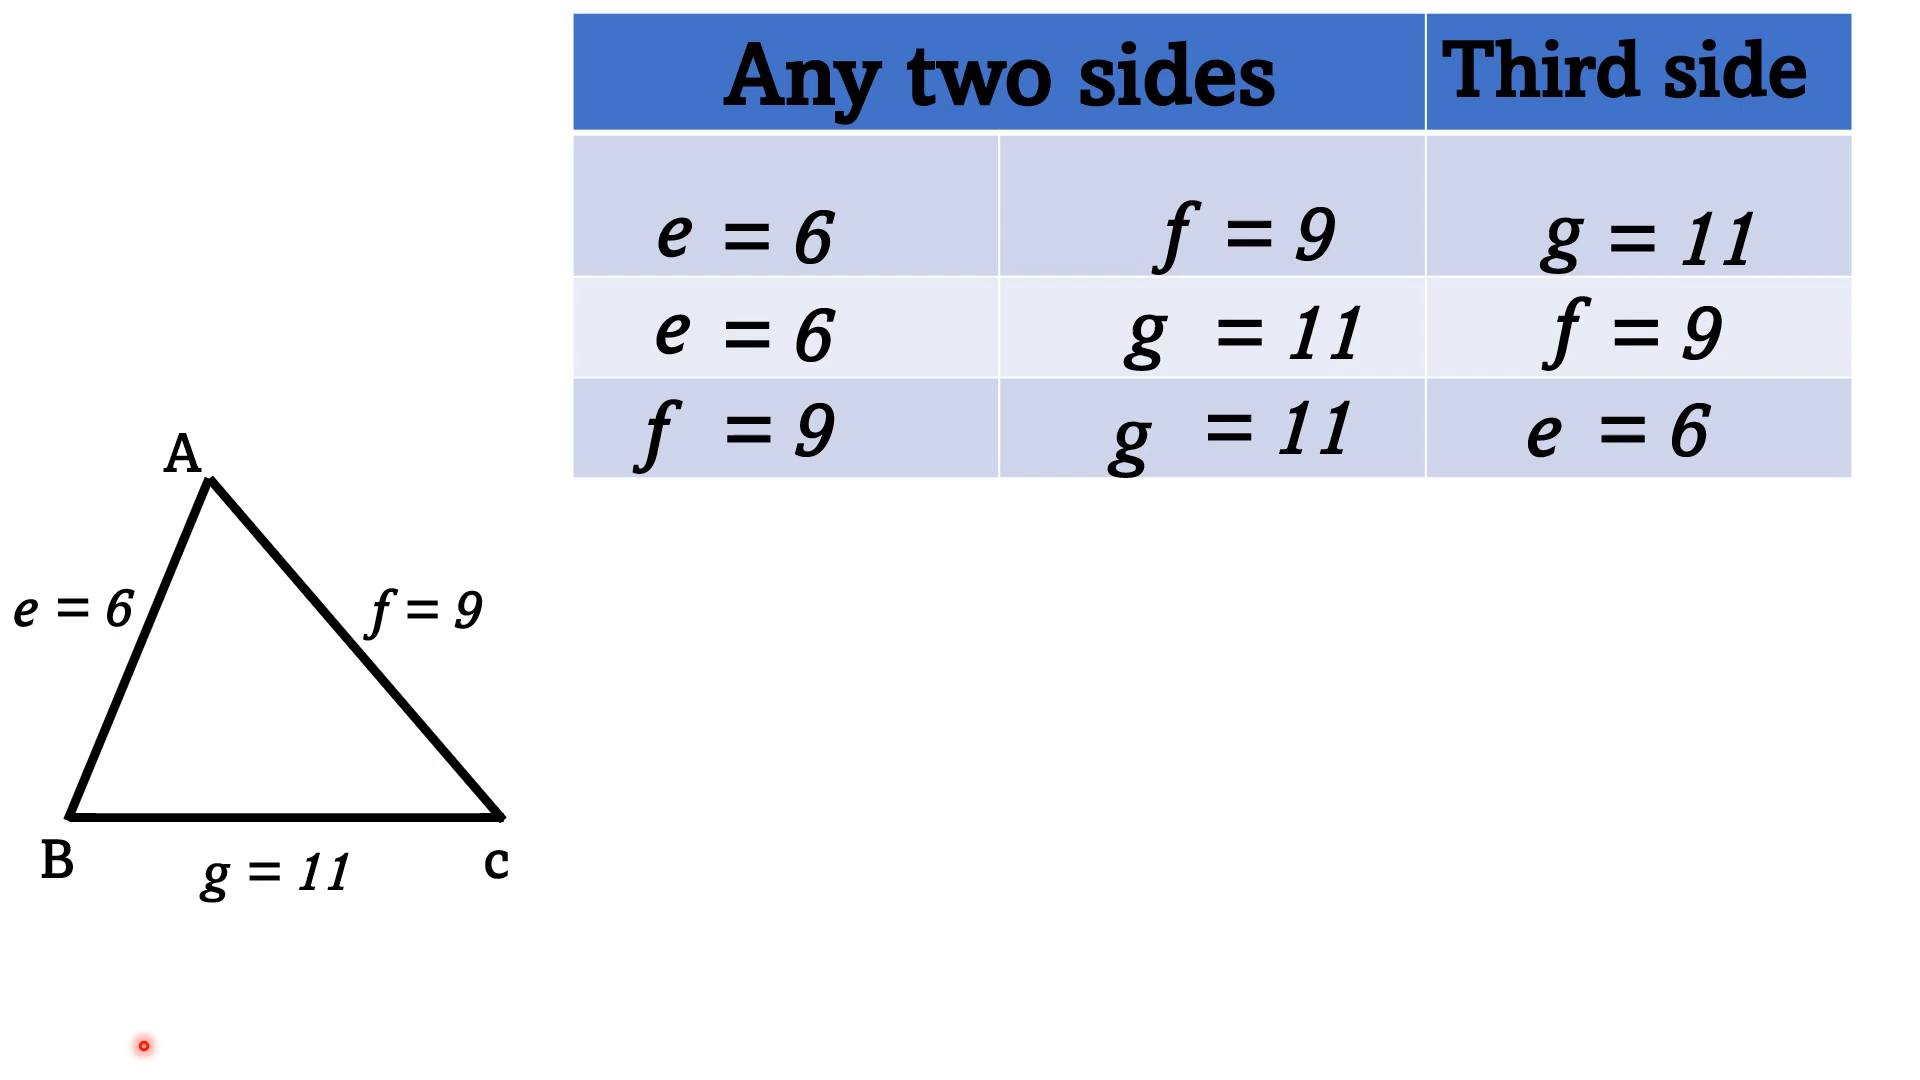 Any two sides Third side
e = 6 f = 9 g = 11
e = 6 g = 11 f = 9
f = 9 g = 11 e = 6
A
e = 6 f = 9
B c
g = 11